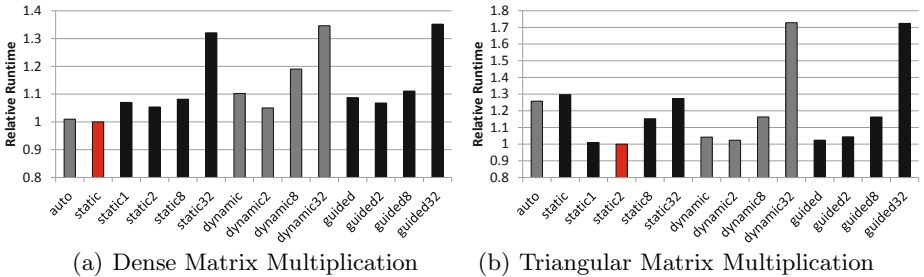 1.4
1.3
1.2
1.1
1
0.9
0.8
Relative Runtime
auto
static
static1
static2
static8
static32
dynamic
dynamic2
dynamic8
dynamic32
guided
guided2
guided8
guided32
(a) Dense Matrix Multiplication
1.8
1.7
1.6
1.5
1.4
1.3
1.2
1.1
1
0.9
0.8
Relative Runtime
auto
static
static1
static2
static8
static32
dynamic
dynamic2
dynamic8
dynamic32
guided
guided2
guided8
guided32
(b) Triangular Matrix Multiplication